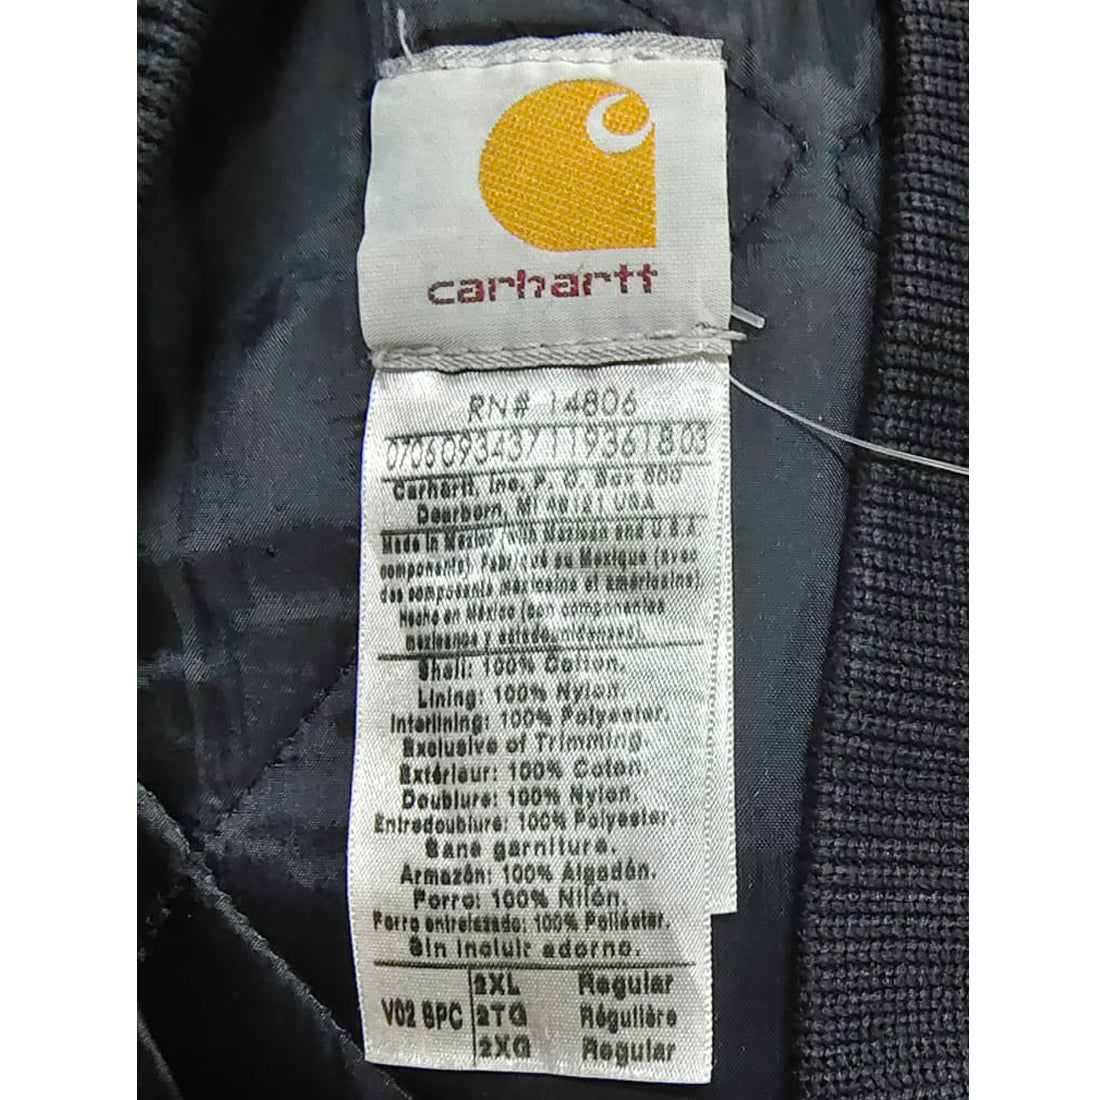 carhartt
RN# 14806
070609343/119361803
Carhartt, Inc. P. O. Box 600
Dearborn, MI 48121 USA
Made in Mexico (with Mexican and U.S.A.
components). Fabriqué au Mexique (avec
des composants mexicains et américains)
Hecho en México (con componentes
mexicanos y estadounidenses).
Shell: 100% Cotton.
Lining: 100% Nylon.
Interlining: 100% Polyester.
Exclusive of Trimming.
Extérieur: 100% Coton.
Doublure: 100% Nylon.
Entredoublure: 100% Polyester.
Sans garniture.
Armazón: 100% Algodón.
Forro: 100% Nilón.
Forro entrelazado: 100% Poliéster.
Sin incluir adorno.
2XL Regular
V02 SPC 2TG Régulière
2XG Regular